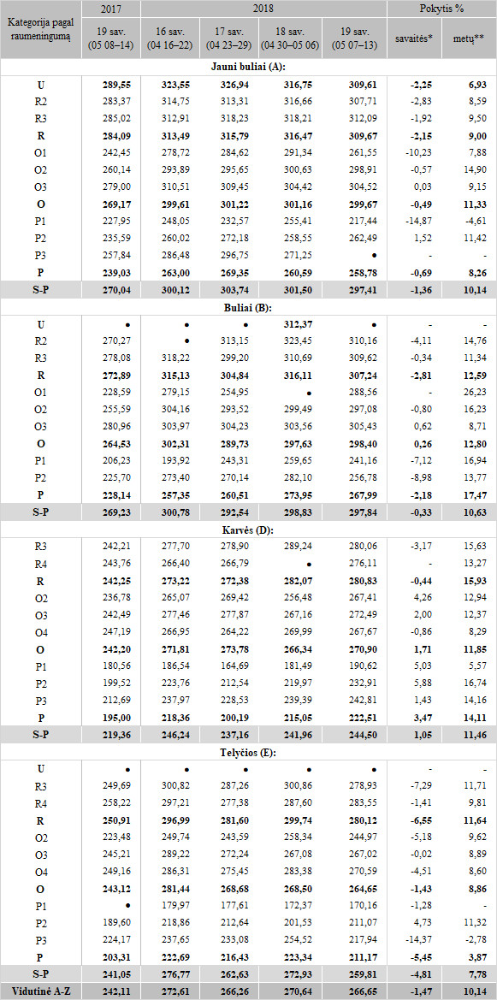 Kategorija pagal raumeningumą 2017 2018 Pokytis %
19 sav. (05 08–14) 16 sav. (04 16–22) 17 sav. (04 23–29) 18 sav. (04 30–05 06) 19 sav. (05 07–13) savaitės* metų**
Jauni buliai (A):
U 289,55 323,55 326,94 316,75 309,61 -2,25 6,93
R2 283,37 314,75 313,31 316,66 307,71 -2,83 8,59
R3 285,02 312,91 318,23 318,21 312,09 -1,92 9,50
R 284,09 313,49 315,79 316,47 309,67 -2,15 9,00
O1 242,45 278,72 284,62 291,34 261,55 -10,23 7,88
O2 260,14 293,89 295,65 300,63 298,91 -0,57 14,90
O3 279,00 310,51 309,45 304,42 304,52 0,03 9,15
O 269,17 299,61 301,22 301,16 299,67 -0,49 11,33
P1 227,95 248,05 232,57 255,41 217,44 -14,87 -4,61
P2 235,59 260,02 272,18 258,55 262,49 1,52 11,42
P3 257,84 286,48 296,75 271,25 ● - -
P 239,03 263,00 269,35 260,59 258,78 -0,69 8,26
S-P 270,04 300,12 303,74 301,50 297,41 -1,36 10,14
Buliai (B):
U ● ● ● 312,37 ● - -
R2 270,27 ● 313,15 323,45 310,16 -4,11 14,76
R3 278,08 318,22 299,20 310,69 309,62 -0,34 11,34
R 272,89 315,13 304,84 316,11 307,24 -2,81 12,59
O1 228,59 279,15 254,95 ● 288,56 - 26,23
O2 255,59 304,16 293,52 299,49 297,08 -0,80 16,23
O3 280,96 303,97 304,23 303,56 305,43 0,62 8,71
O 264,53 302,31 289,73 297,63 298,40 0,26 12,80
P1 206,23 193,92 243,31 259,65 241,16 -7,12 16,94
P2 225,70 273,40 270,14 282,10 256,78 -8,98 13,77
P 228,14 257,35 260,51 273,95 267,99 -2,18 17,47
S-P 269,23 300,78 292,54 298,83 297,84 -0,33 10,63
Karvės (D):
R3 242,21 277,70 278,90 289,24 280,06 -3,17 15,63
R4 243,76 266,40 266,79 ● 276,11 - 13,27
R 242,25 273,22 272,38 282,07 280,83 -0,44 15,93
O2 236,78 265,07 269,42 256,48 267,41 4,26 12,94
O3 242,49 277,46 277,87 267,16 272,49 2,00 12,37
O4 247,19 266,95 264,22 269,99 267,67 -0,86 8,29
O 242,20 271,81 273,78 266,34 270,90 1,71 11,85
P1 180,56 186,54 164,69 181,49 190,62 5,03 5,57
P2 199,52 223,76 212,54 219,97 232,91 5,88 16,74
P3 212,69 237,97 228,53 239,39 242,81 1,43 14,16
P 195,00 218,36 200,19 215,05 222,51 3,47 14,11
S-P 219,36 246,24 237,16 241,96 244,50 1,05 11,46
Telyčios (E):
U ● ● ● ● ● - -
R3 249,69 300,82 287,26 300,86 278,93 -7,29 11,71
R4 258,22 297,21 277,38 287,60 283,55 -1,41 9,81
R 250,91 296,99 281,60 299,74 280,12 -6,55 11,64
O2 223,48 249,74 243,59 258,34 244,97 -5,18 9,62
O3 245,21 289,22 272,24 267,08 267,02 -0,02 8,89
O4 249,16 286,31 275,45 283,38 270,59 -4,51 8,60
O 243,12 281,44 268,68 268,50 264,65 -1,43 8,86
P1 ● 179,97 177,61 172,37 170,16 -1,28 -
P2 189,60 218,86 212,64 201,53 211,07 4,73 11,32
P3 224,17 237,65 233,08 254,52 217,94 -14,37 -2,78
P 203,31 222,69 216,43 223,34 211,17 -5,45 3,87
S-P 241,05 276,77 262,63 272,93 259,81 -4,81 7,78
Vidutinė A-Z 242,11 272,61 266,26 270,64 266,65 -1,47 10,14